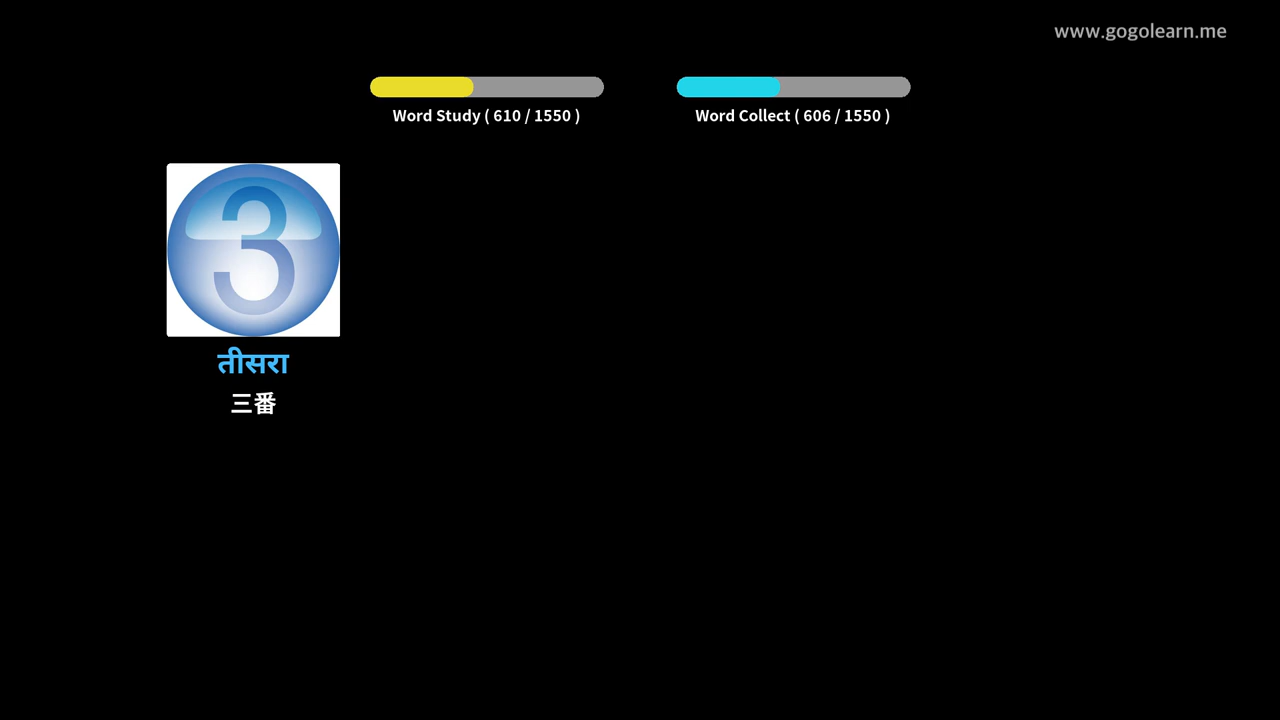 www.gogolearn.me
Word Study ( 610 / 1550 )
Word Collect ( 606 / 1550 )
3
तीसरा
三番